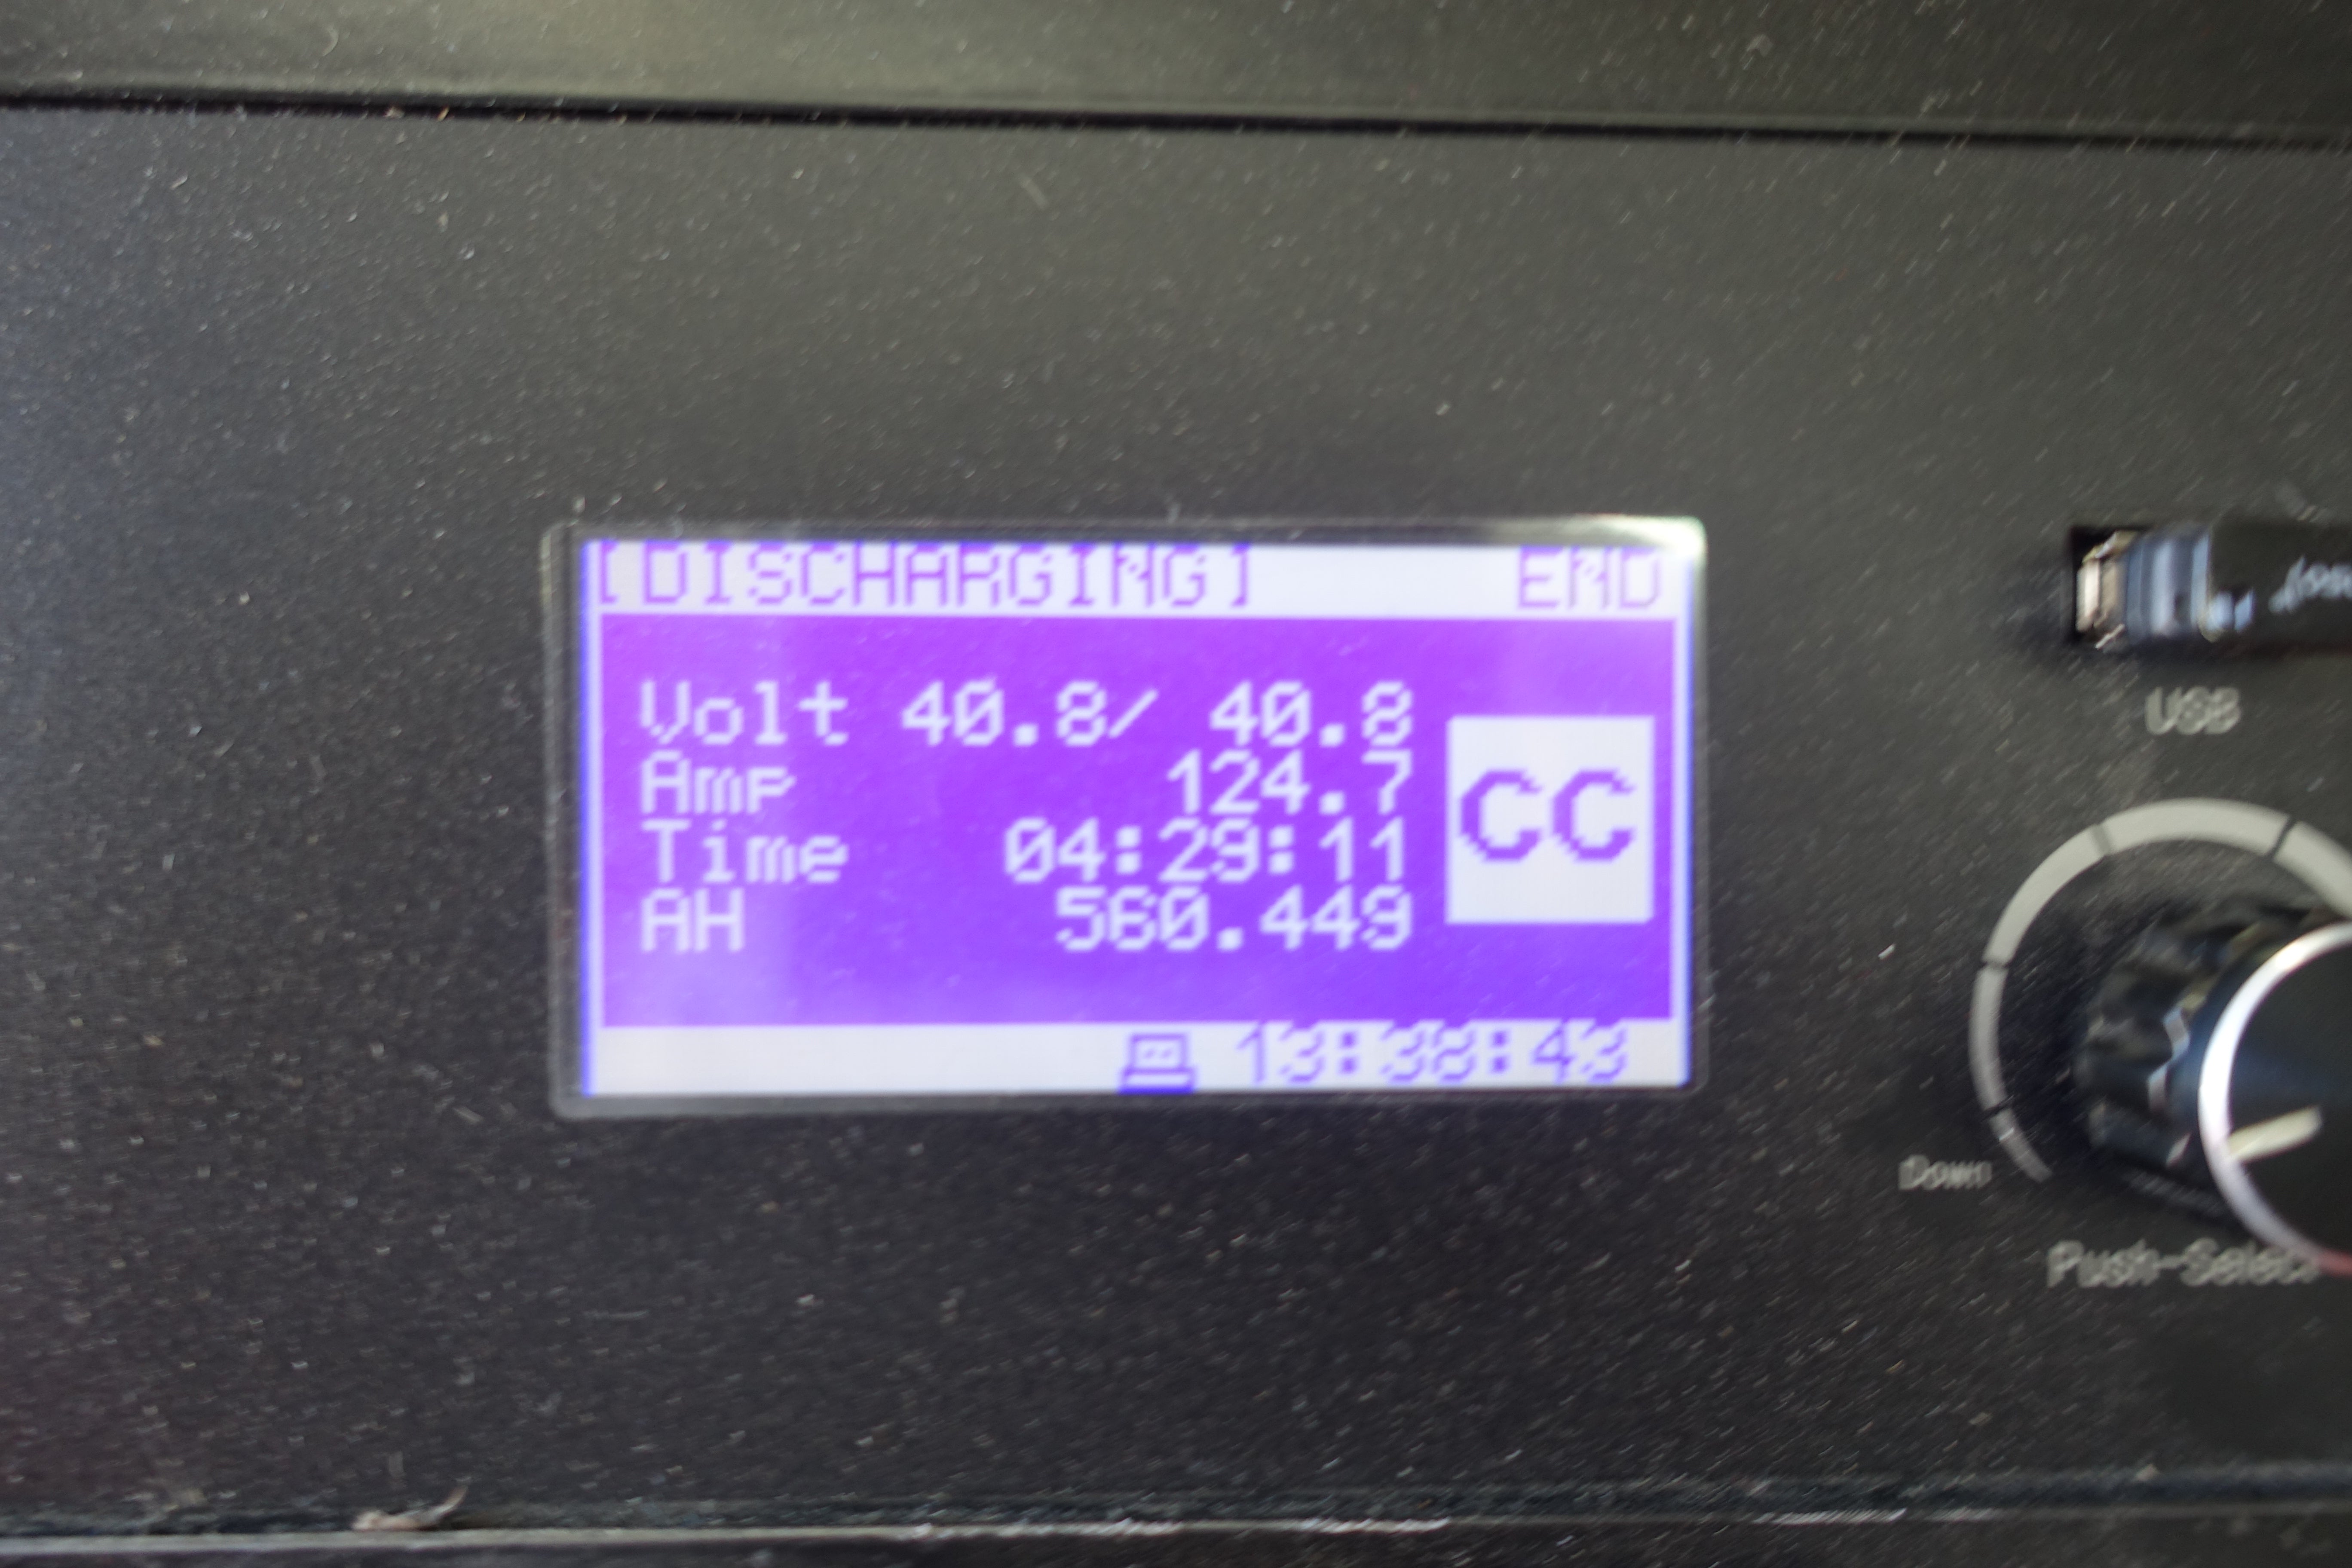 [DISCHARGING] END
Volt 40.8/ 40.8
Amp 124.7
Time 04:29:11
AH 560.449
CC
13:38:43
USB
Down
Push-Select